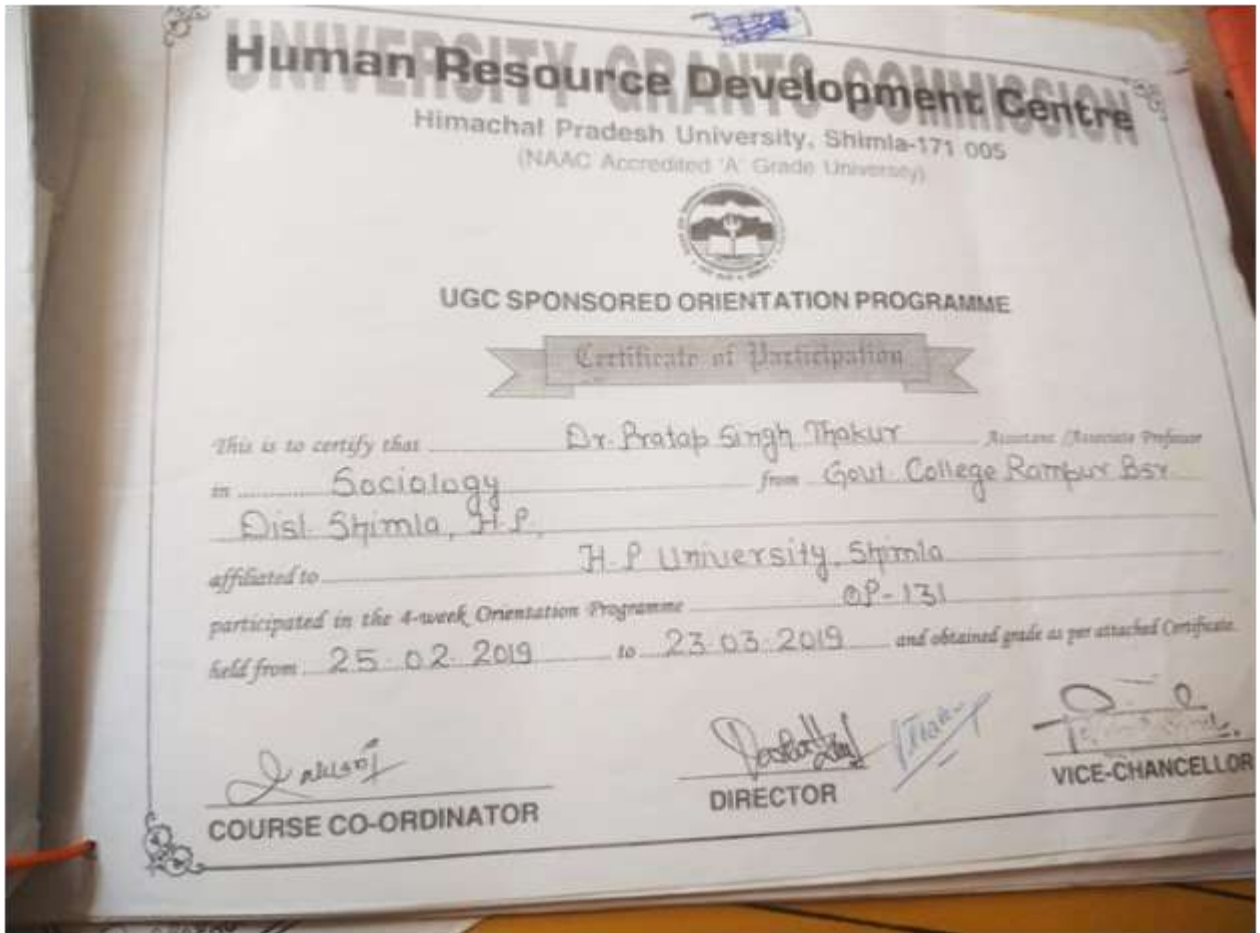 UNIVERSITY GRANTS COMMISSION
Human Resource Development Centre
Himachal Pradesh University, Shimla-171 005
(NAAC Accredited 'A' Grade University)
UGC SPONSORED ORIENTATION PROGRAMME
Certificate of Participation
This is to certify that Dr. Pratap Singh Thakur Assistant /Associate Professor
in Sociology from Govt. College Rampur Bsr
Dist. Shimla, H.P.,
affiliated to H.P University, Shimla
participated in the 4-week Orientation Programme OP-131
held from 25.02.2019 to 23.03.2019 and obtained grade as per attached Certificate.
COURSE CO-ORDINATOR
DIRECTOR
VICE-CHANCELLOR